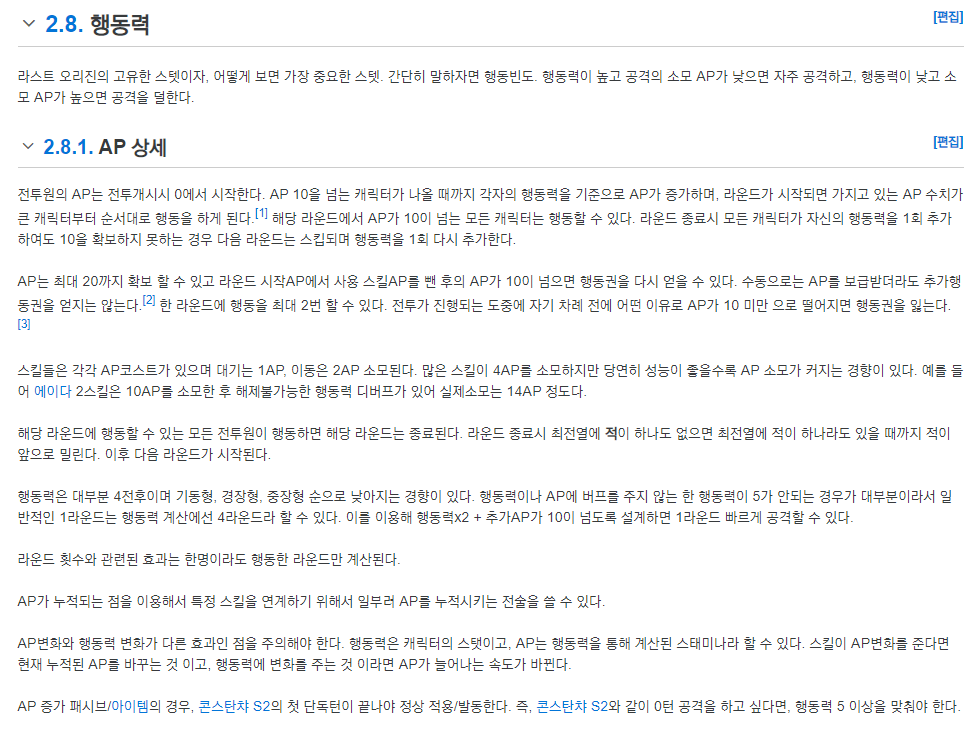 2.8. 행동력
[편집]
라스트 오리진의 고유한 스텟이자, 어떻게 보면 가장 중요한 스텟. 간단히 말하자면 행동빈도. 행동력이 높고 공격의 소모 AP가 낮으면 자주 공격하고, 행동력이 낮고 소
모 AP가 높으면 공격을 덜한다.
2.8.1. AP 상세
[편집]
전투원의 AP는 전투개시시 0에서 시작한다. AP 10을 넘는 캐릭터가 나올 때까지 각자의 행동력을 기준으로 AP가 증가하며, 라운드가 시작되면 가지고 있는 AP 수치가
큰 캐릭터부터 순서대로 행동을 하게 된다.[1] 해당 라운드에서 AP가 10이 넘는 모든 캐릭터는 행동할 수 있다. 라운드 종료시 모든 캐릭터가 자신의 행동력을 1회 추가
하여도 10을 확보하지 못하는 경우 다음 라운드는 스킵되며 행동력을 1회 다시 추가한다.
AP는 최대 20까지 확보 할 수 있고 라운드 시작AP에서 사용 스킬AP를 뺀 후의 AP가 10이 넘으면 행동권을 다시 얻을 수 있다. 수동으로는 AP를 보급받더라도 추가행
동권을 얻지는 않는다.[2] 한 라운드에 행동을 최대 2번 할 수 있다. 전투가 진행되는 도중에 자기 차례 전에 어떤 이유로 AP가 10 미만 으로 떨어지면 행동권을 잃는다.
[3]
스킬들은 각각 AP코스트가 있으며 대기는 1AP, 이동은 2AP 소모된다. 많은 스킬이 4AP를 소모하지만 당연히 성능이 좋을수록 AP 소모가 커지는 경향이 있다. 예를 들
어 에이다 2스킬은 10AP를 소모한 후 해제불가능한 행동력 디버프가 있어 실제소모는 14AP 정도다.
해당 라운드에 행동할 수 있는 모든 전투원이 행동하면 해당 라운드는 종료된다. 라운드 종료시 최전열에 적이 하나도 없으면 최전열에 적이 하나라도 있을 때까지 적이
앞으로 밀린다. 이후 다음 라운드가 시작된다.
행동력은 대부분 4전후이며 기동형, 경장형, 중장형 순으로 낮아지는 경향이 있다. 행동력이나 AP에 버프를 주지 않는 한 행동력이 5가 안되는 경우가 대부분이라서 일
반적인 1라운드는 행동력 계산에선 4라운드라 할 수 있다. 이를 이용해 행동력x2 + 추가AP가 10이 넘도록 설계하면 1라운드 빠르게 공격할 수 있다.
라운드 횟수와 관련된 효과는 한명이라도 행동한 라운드만 계산된다.
AP가 누적되는 점을 이용해서 특정 스킬을 연계하기 위해서 일부러 AP를 누적시키는 전술을 쓸 수 있다.
AP변화와 행동력 변화가 다른 효과인 점을 주의해야 한다. 행동력은 캐릭터의 스탯이고, AP는 행동력을 통해 계산된 스태미나라 할 수 있다. 스킬이 AP변화를 준다면
현재 누적된 AP를 바꾸는 것 이고, 행동력에 변화를 주는 것 이라면 AP가 늘어나는 속도가 바뀐다.
AP 증가 패시브/아이템의 경우, 콘스탄챠 S2의 첫 단독턴이 끝나야 정상 적용/발동한다. 즉, 콘스탄챠 S2와 같이 0턴 공격을 하고 싶다면, 행동력 5 이상을 맞춰야 한다.